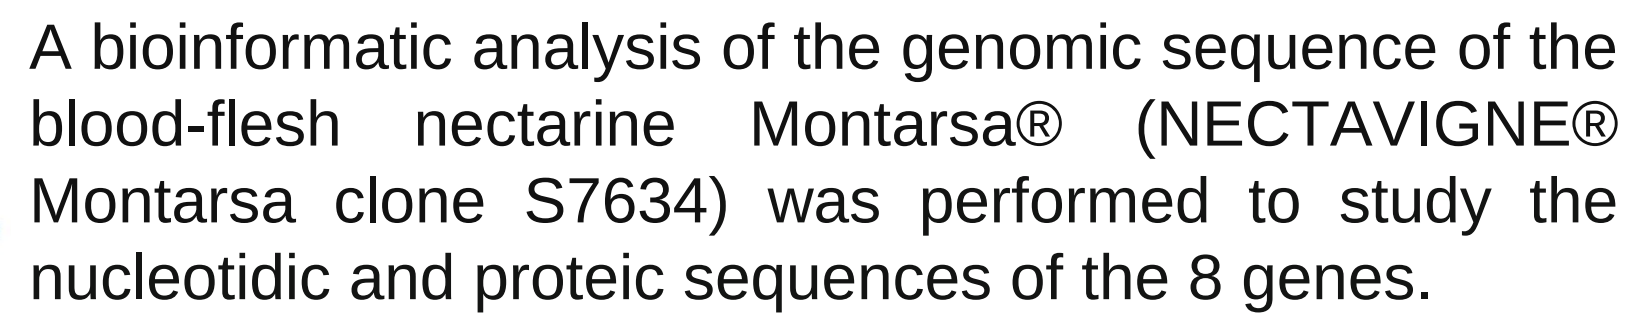 A bioinformatic analysis of the genomic sequence of the
blood-flesh nectarine Montarsa® (NECTAVIGNE®
Montarsa clone S7634) was performed to study the
nucleotidic and proteic sequences of the 8 genes.